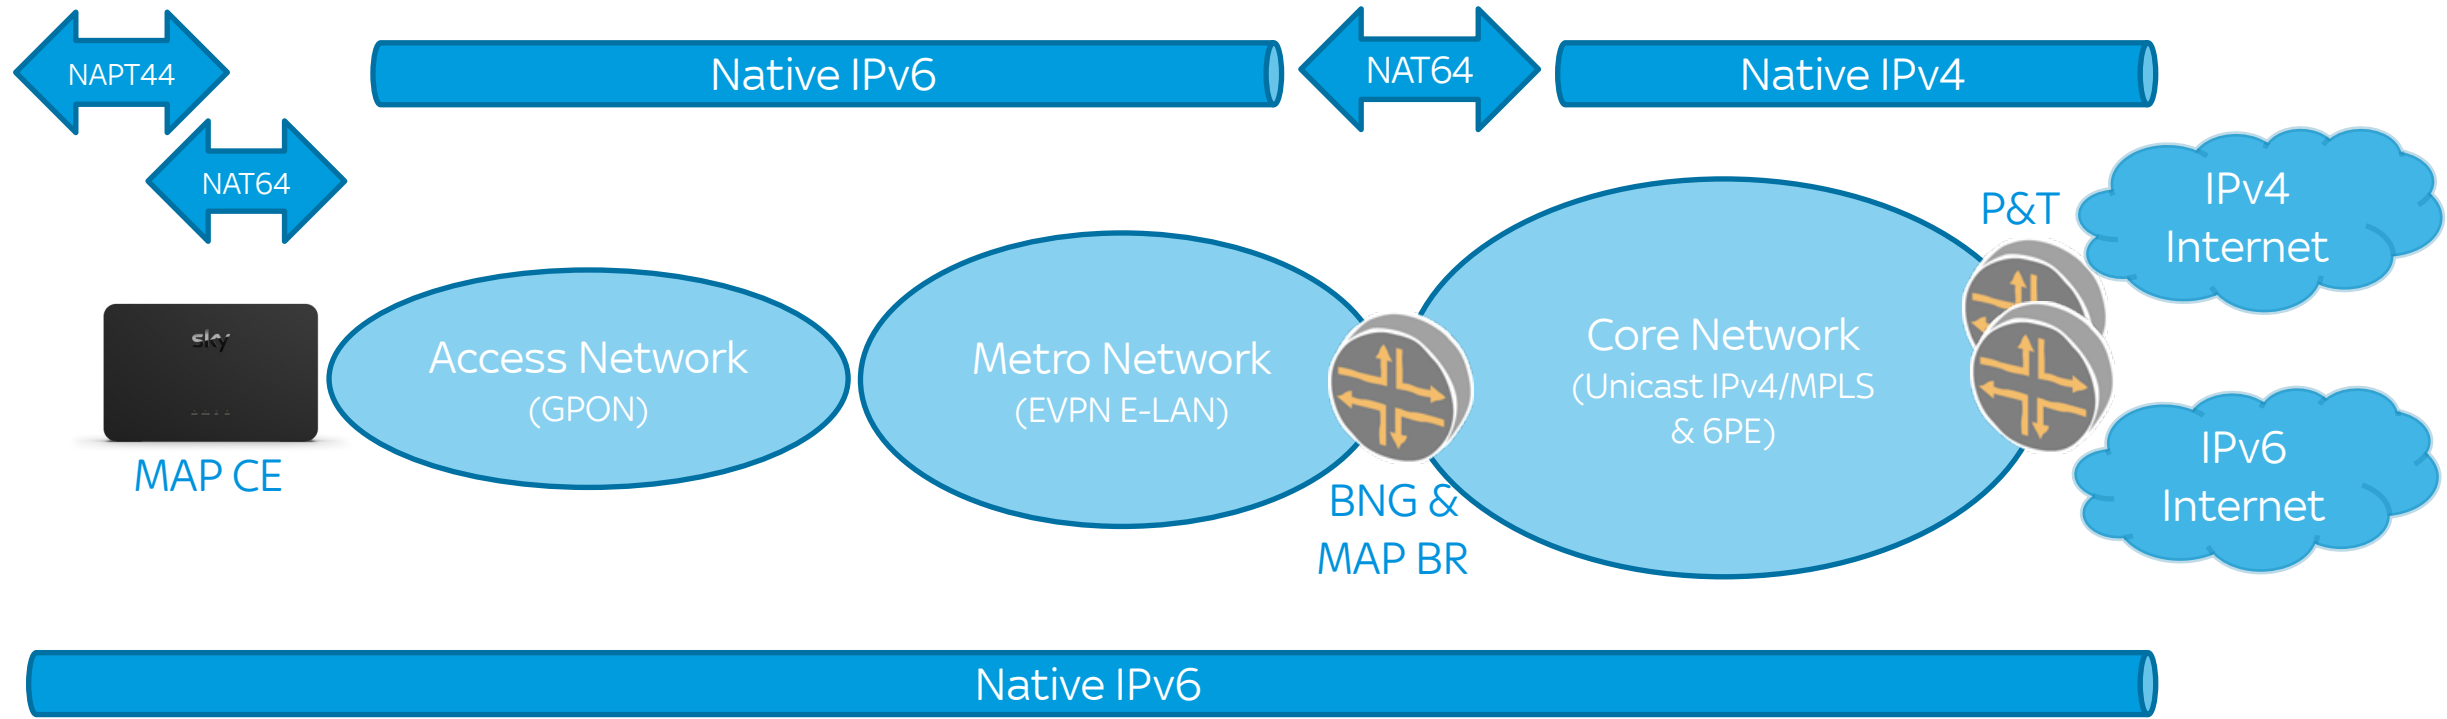 NAPT44
Native IPv6
NAT64
Native IPv4
NAT64
IPv4
Internet
P&T
sky
Access Network
(GPON)
Metro Network
(EVPN E-LAN)
Core Network
(Unicast IPv4/MPLS
& 6PE)
MAP CE
BNG &
MAP BR
IPv6
Internet
Native IPv6